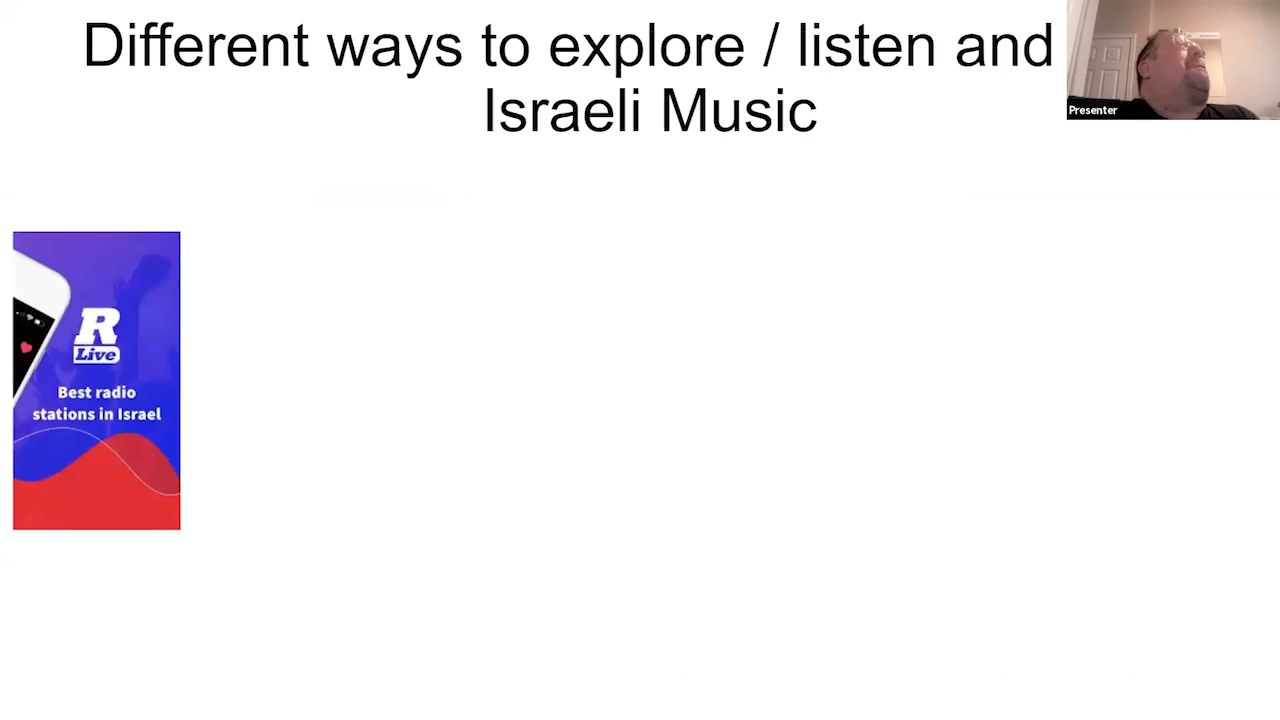 Different ways to explore / listen and
Israeli Music
Presenter
R
Live
Best radio
stations in Israel